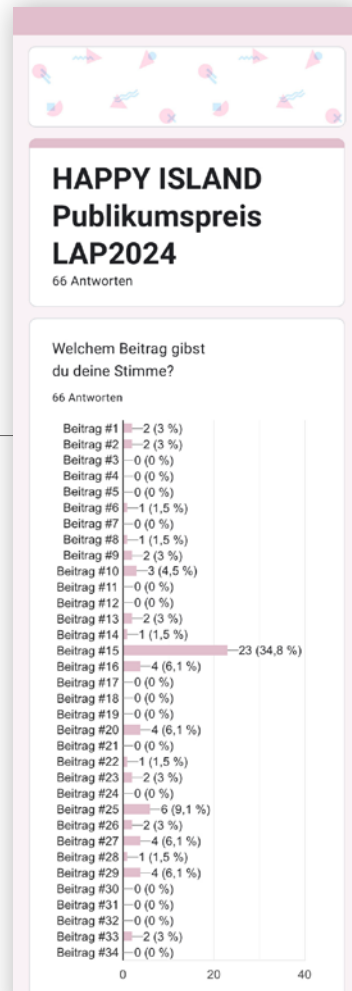 HAPPY ISLAND
Publikumspreis
LAP2024
66 Antworten
Welchem Beitrag gibst
du deine Stimme?
66 Antworten
Beitrag #1 2 (3 %)
Beitrag #2 2 (3 %)
Beitrag #3 0 (0 %)
Beitrag #4 0 (0 %)
Beitrag #5 0 (0 %)
Beitrag #6 1 (1,5 %)
Beitrag #7 0 (0 %)
Beitrag #8 1 (1,5 %)
Beitrag #9 2 (3 %)
Beitrag #10 3 (4,5 %)
Beitrag #11 0 (0 %)
Beitrag #12 0 (0 %)
Beitrag #13 2 (3 %)
Beitrag #14 1 (1,5 %)
Beitrag #15 23 (34,8 %)
Beitrag #16 4 (6,1 %)
Beitrag #17 0 (0 %)
Beitrag #18 0 (0 %)
Beitrag #19 0 (0 %)
Beitrag #20 4 (6,1 %)
Beitrag #21 0 (0 %)
Beitrag #22 1 (1,5 %)
Beitrag #23 2 (3 %)
Beitrag #24 0 (0 %)
Beitrag #25 6 (9,1 %)
Beitrag #26 2 (3 %)
Beitrag #27 4 (6,1 %)
Beitrag #28 1 (1,5 %)
Beitrag #29 4 (6,1 %)
Beitrag #30 0 (0 %)
Beitrag #31 0 (0 %)
Beitrag #32 0 (0 %)
Beitrag #33 2 (3 %)
Beitrag #34 0 (0 %)
0 20 40